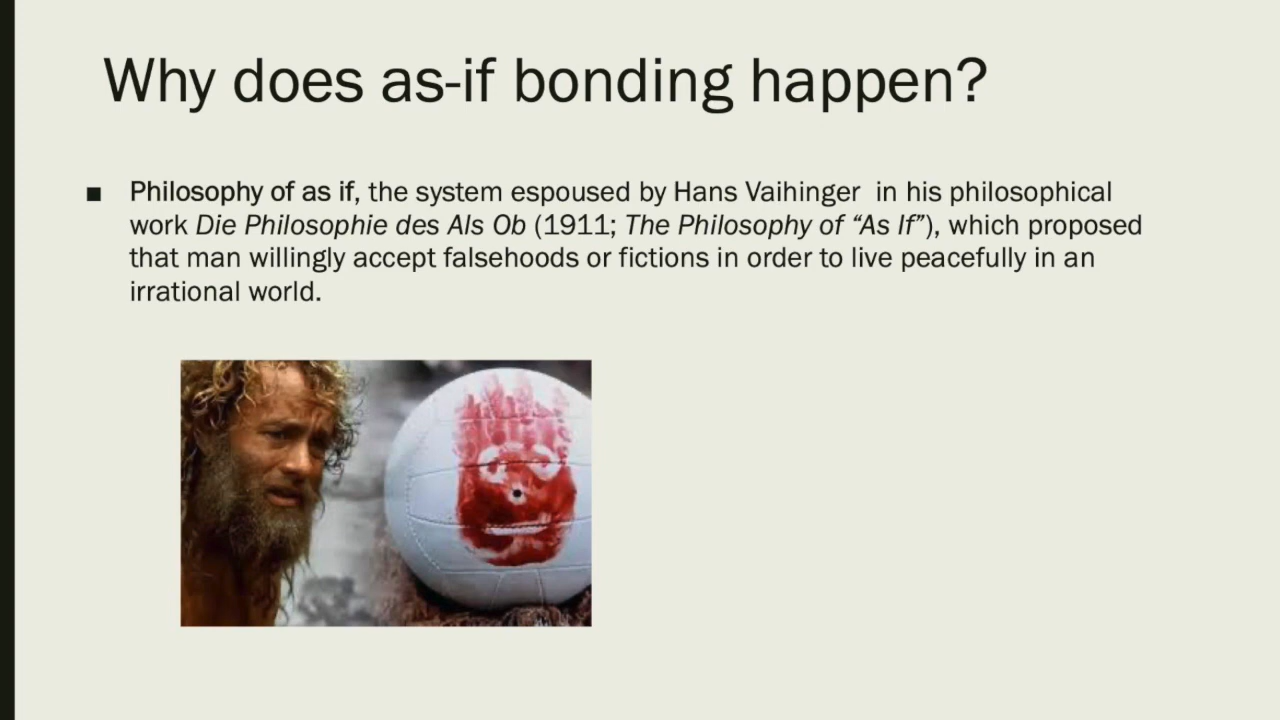 Why does as-if bonding happen?
▪ Philosophy of as if, the system espoused by Hans Vaihinger  in his philosophical
work Die Philosophie des Als Ob (1911; The Philosophy of “As If”), which proposed
that man willingly accept falsehoods or fictions in order to live peacefully in an
irrational world.